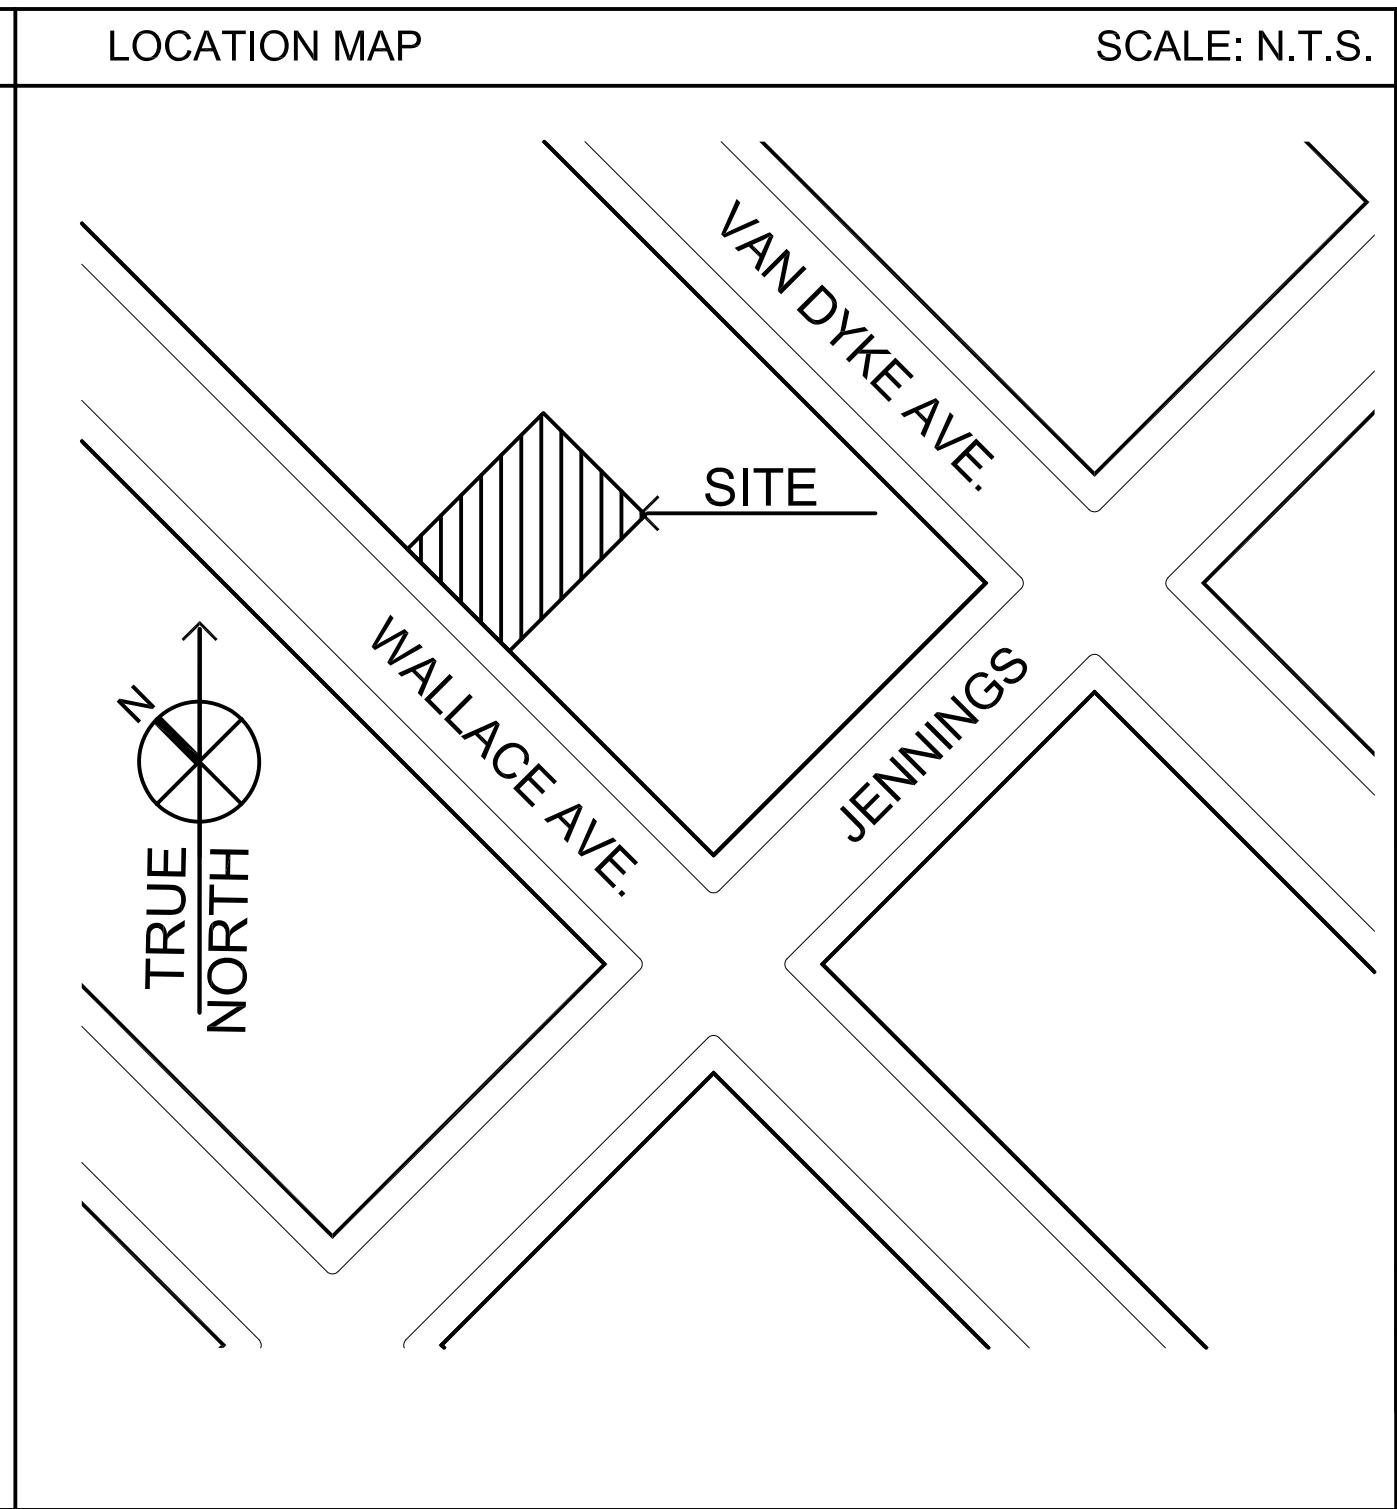 LOCATION MAP
SCALE: N.T.S.
VAN DYKE AVE.
SITE
WALLACE AVE.
JENNINGS
N
TRUE
NORTH